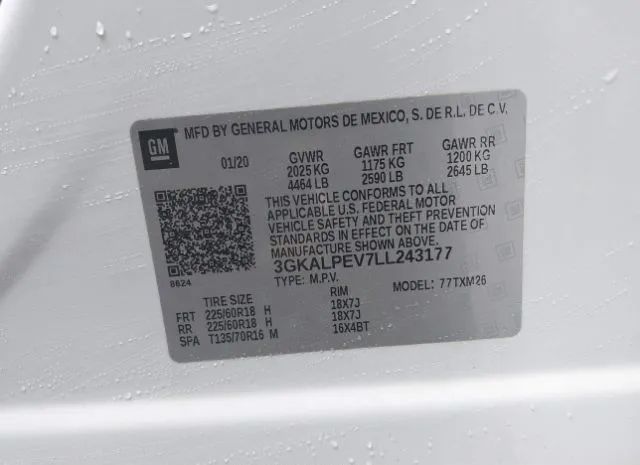 GM
MFD BY GENERAL MOTORS DE MEXICO, S. DE R.L. DE C.V.
01/20 GVWR GAWR FRT GAWR RR
2025 KG 1175 KG 1200 KG
4464 LB 2590 LB 2645 LB
THIS VEHICLE CONFORMS TO ALL
APPLICABLE U.S. FEDERAL MOTOR
VEHICLE SAFETY AND THEFT PREVENTION
STANDARDS IN EFFECT ON THE DATE OF
MANUFACTURE SHOWN ABOVE.
8624
3GKALPEV7LL243177
TYPE: M.P.V. MODEL: 77TXM26
TIRE SIZE RIM
FRT 225/60R18 H 18X7J
RR 225/60R18 H 18X7J
SPA T135/70R16 M 16X4BT